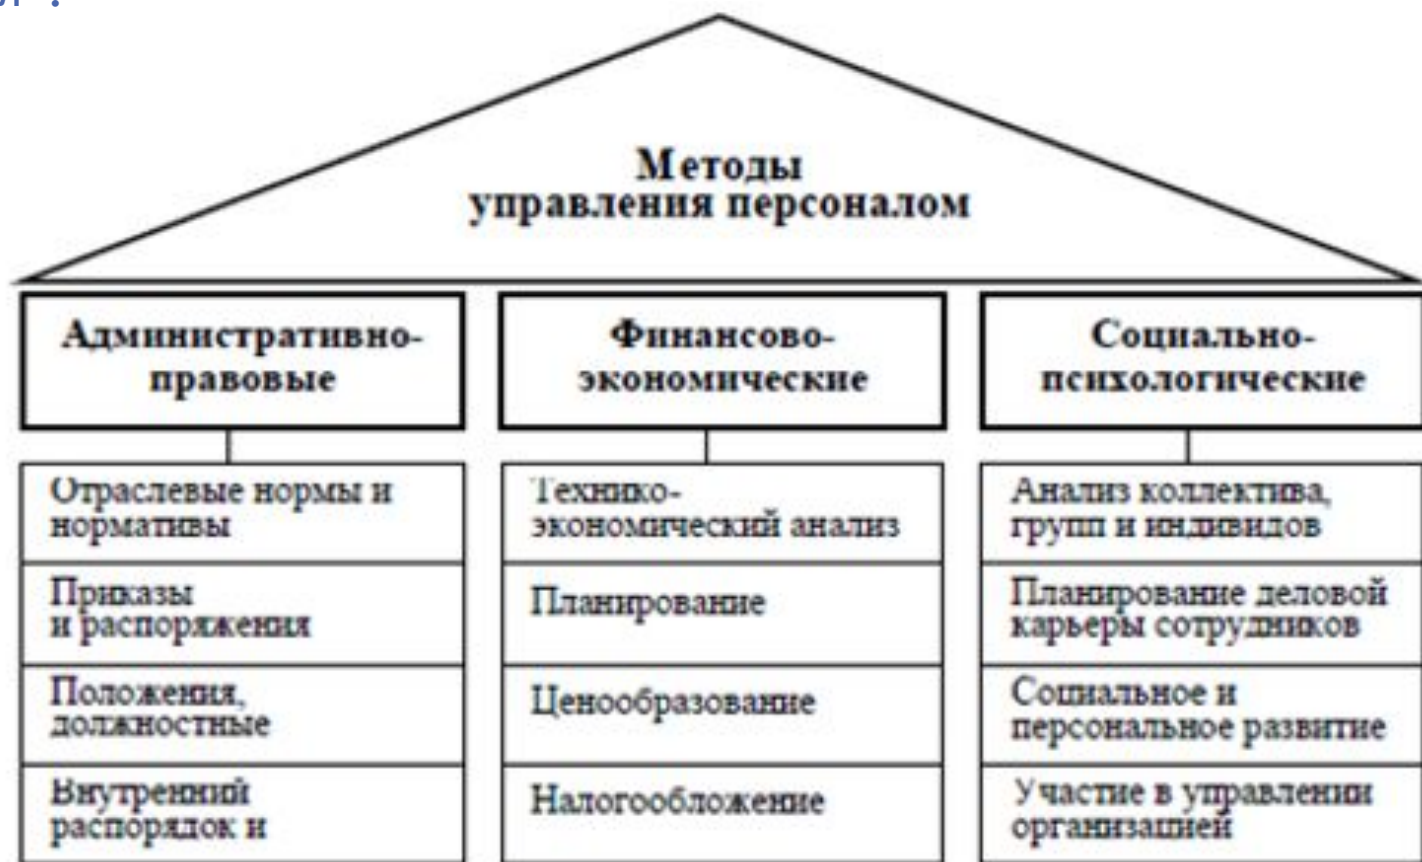 Методы
управления персоналом
Административно-
правовые
Отраслевые нормы и
нормативы
Приказы
и распоряжения
Положения,
должностные
Внутренний
распорядок и
Финансово-
экономические
Технико-
экономический анализ
Планирование
Ценообразование
Налогообложение
Социально-
психологические
Анализ коллектива,
групп и индивидов
Планирование деловой
карьеры сотрудников
Социальное и
персональное развитие
Участие в управлении
организацией